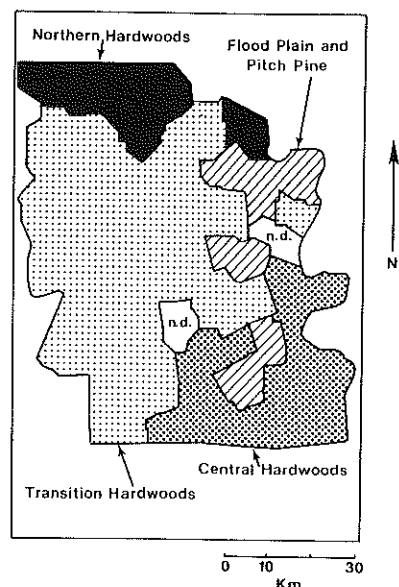 Northern Hardwoods
Flood Plain and
Pitch Pine
N
n.d.
n.d.
Central Hardwoods
Transition Hardwoods
0 10 30
Km